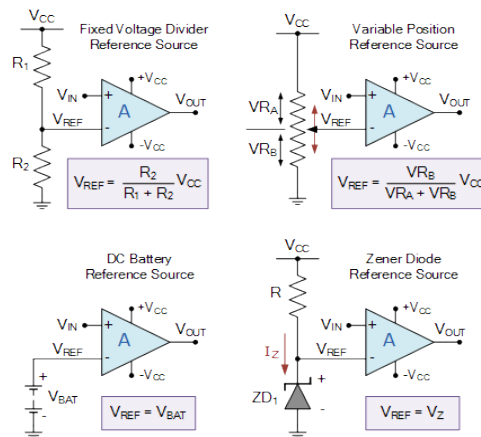 Fixed Voltage Divider
Reference Source
VCC
R1
VIN
VREF
+
-
A
+VCC
-VCC
VOUT
R2
VREF = R2 / R1 + R2 VCC
Variable Position
Reference Source
VCC
VRA
VRB
VIN
VREF
+
-
A
+VCC
-VCC
VOUT
VREF = VRB / VRA + VRB VCC
DC Battery
Reference Source
VIN
VREF
+
-
A
+VCC
-VCC
VOUT
+
-
VBAT
VREF = VBAT
Zener Diode
Reference Source
VCC
R
VIN
VREF
+
-
A
+VCC
-VCC
VOUT
IZ
ZD1
+
-
VREF = VZ